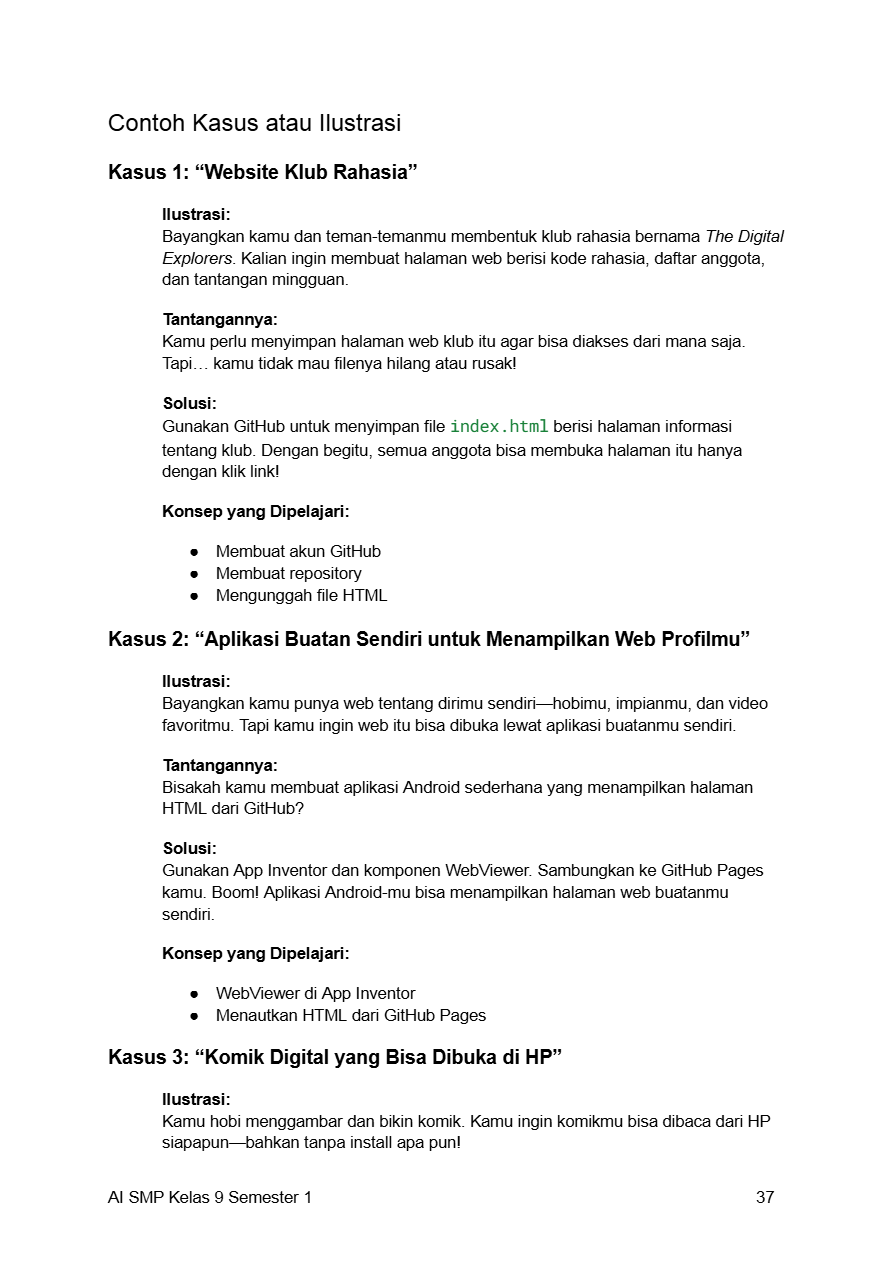 Contoh Kasus atau Ilustrasi
Kasus 1: “Website Klub Rahasia”
Ilustrasi:
Bayangkan kamu dan teman-temanmu membentuk klub rahasia bernama The Digital
Explorers. Kalian ingin membuat halaman web berisi kode rahasia, daftar anggota,
dan tantangan mingguan.
Tantangannya:
Kamu perlu menyimpan halaman web klub itu agar bisa diakses dari mana saja.
Tapi… kamu tidak mau filenya hilang atau rusak!
Solusi:
Gunakan GitHub untuk menyimpan file index.html berisi halaman informasi
tentang klub. Dengan begitu, semua anggota bisa membuka halaman itu hanya
dengan klik link!
Konsep yang Dipelajari:
● Membuat akun GitHub
● Membuat repository
● Mengunggah file HTML
Kasus 2: “Aplikasi Buatan Sendiri untuk Menampilkan Web Profilmu”
Ilustrasi:
Bayangkan kamu punya web tentang dirimu sendiri—hobimu, impianmu, dan video
favoritmu. Tapi kamu ingin web itu bisa dibuka lewat aplikasi buatanmu sendiri.
Tantangannya:
Bisakah kamu membuat aplikasi Android sederhana yang menampilkan halaman
HTML dari GitHub?
Solusi:
Gunakan App Inventor dan komponen WebViewer. Sambungkan ke GitHub Pages
kamu. Boom! Aplikasi Android-mu bisa menampilkan halaman web buatanmu
sendiri.
Konsep yang Dipelajari:
● WebViewer di App Inventor
● Menautkan HTML dari GitHub Pages
Kasus 3: “Komik Digital yang Bisa Dibuka di HP”
Ilustrasi:
Kamu hobi menggambar dan bikin komik. Kamu ingin komikmu bisa dibaca dari HP
siapapun—bahkan tanpa install apa pun!
AI SMP Kelas 9 Semester 1 37